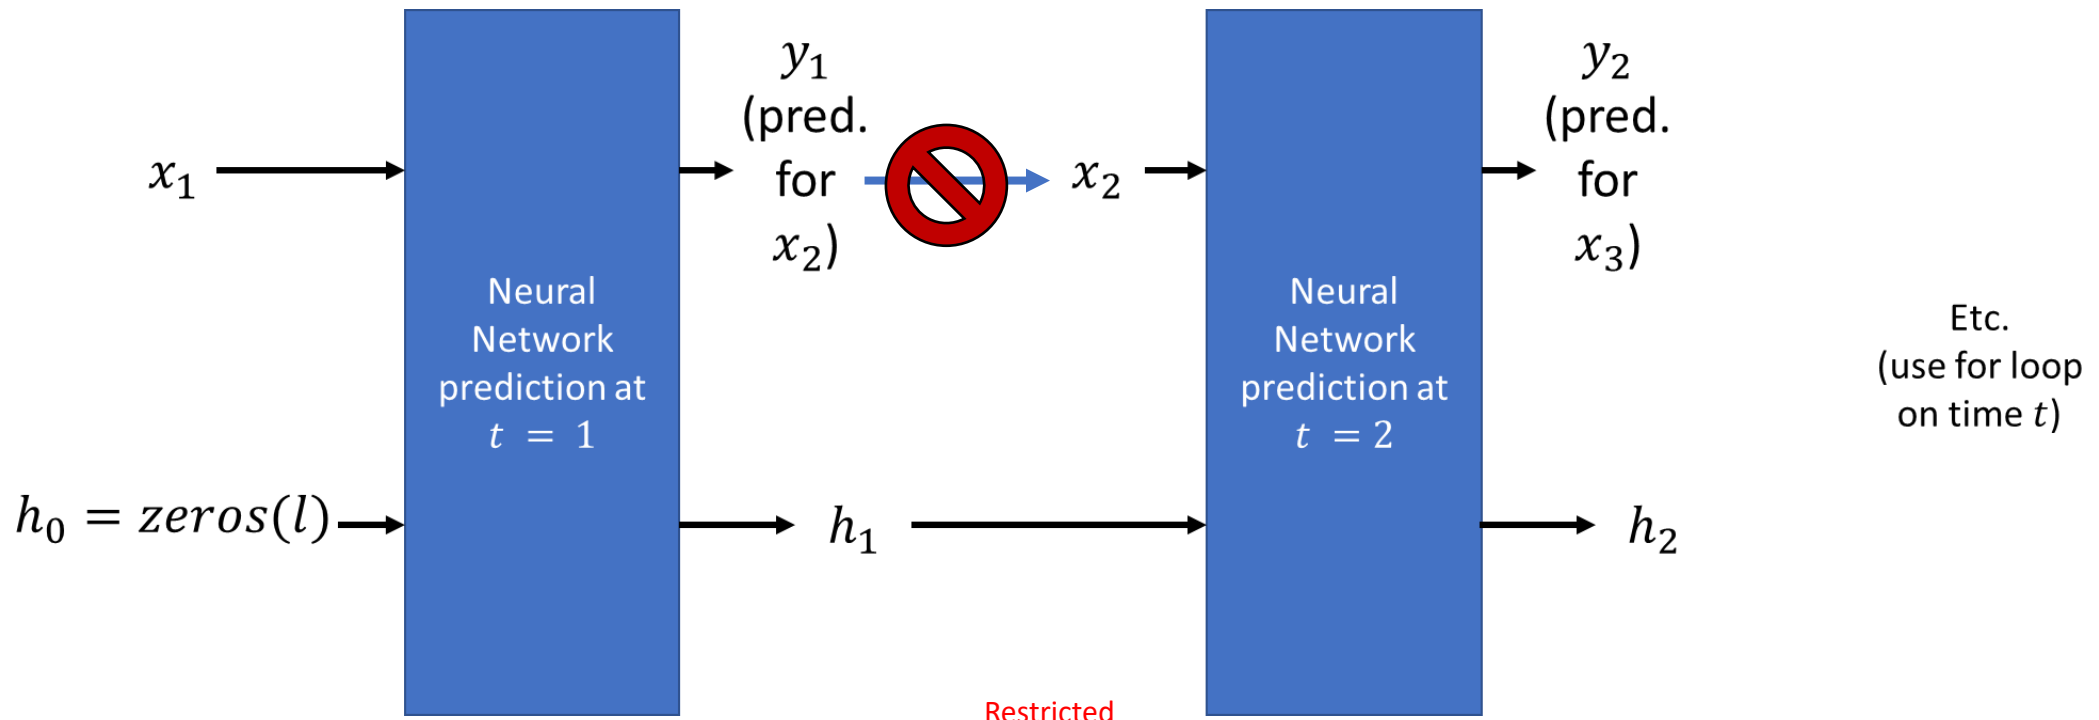 x₁
h₀ = zeros(l)
Neural
Network
prediction at
t = 1
y₁
(pred.
for
x₂)
h₁
x₂
Neural
Network
prediction at
t = 2
y₂
(pred.
for
x₃)
h₂
Etc.
(use for loop
on time t)
Restricted